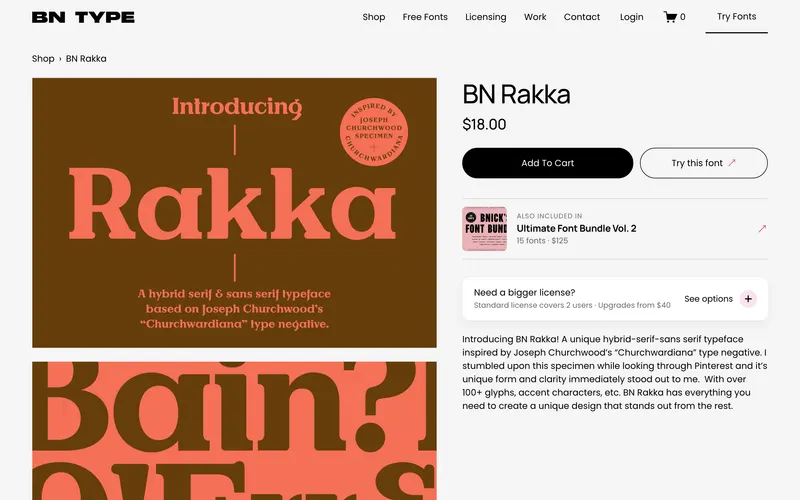 BN TYPE
Shop
Free Fonts
Licensing
Work
Contact
Login
0
Try Fonts
Shop › BN Rakka
Introducing
INSPIRED BY
JOSEPH
CHURCHWOOD
SPECIMEN
CHURCHWARDIANA
Rakka
A hybrid serif & sans serif typeface
based on Joseph Churchwood's
"Churchwardiana" type negative.
Bain?
BN Rakka
$18.00
Add To Cart
Try this font
BNICK'S
FONT BUND
ALSO INCLUDED IN
Ultimate Font Bundle Vol. 2
15 fonts · $125
Need a bigger license?
Standard license covers 2 users · Upgrades from $40
See options
Introducing BN Rakka! A unique hybrid-serif-sans serif typeface
inspired by Joseph Churchwood's "Churchwardiana" type negative. I
stumbled upon this specimen while looking through Pinterest and it's
unique form and clarity immediately stood out to me. With over
100+ glyphs, accent characters, etc. BN Rakka has everything you
need to create a unique design that stands out from the rest.